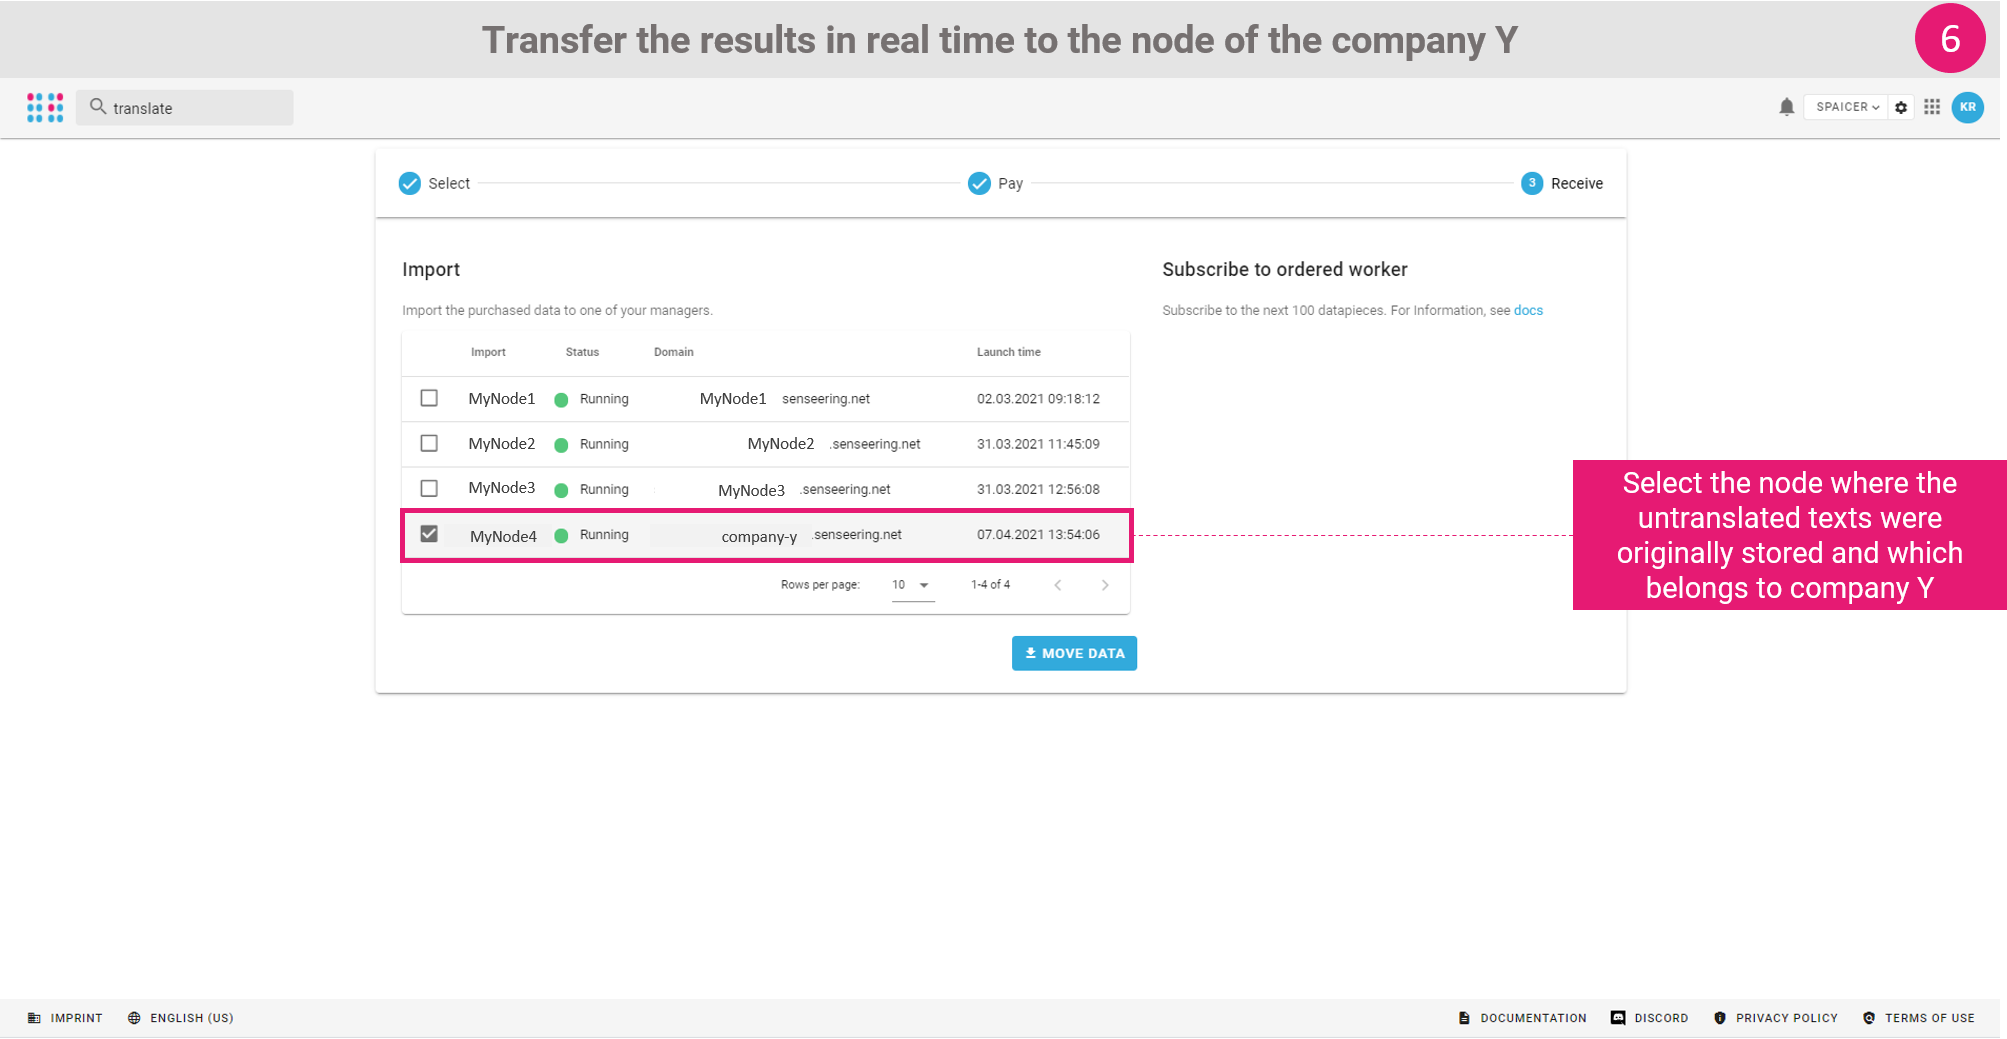 Transfer the results in real time to the node of the company Y
6
translate
SPAICER
KR
Select
Pay
3 Receive
Import
Import the purchased data to one of your managers.
Import Status Domain Launch time
MyNode1 Running MyNode1 senseering.net 02.03.2021 09:18:12
MyNode2 Running MyNode2 .senseering.net 31.03.2021 11:45:09
MyNode3 Running MyNode3 .senseering.net 31.03.2021 12:56:08
MyNode4 Running company-y .senseering.net 07.04.2021 13:54:06
Rows per page: 10 1-4 of 4
MOVE DATA
Subscribe to ordered worker
Subscribe to the next 100 datapieces. For Information, see docs
Select the node where the
untranslated texts were
originally stored and which
belongs to company Y
IMPRINT ENGLISH (US) DOCUMENTATION DISCORD PRIVACY POLICY TERMS OF USE